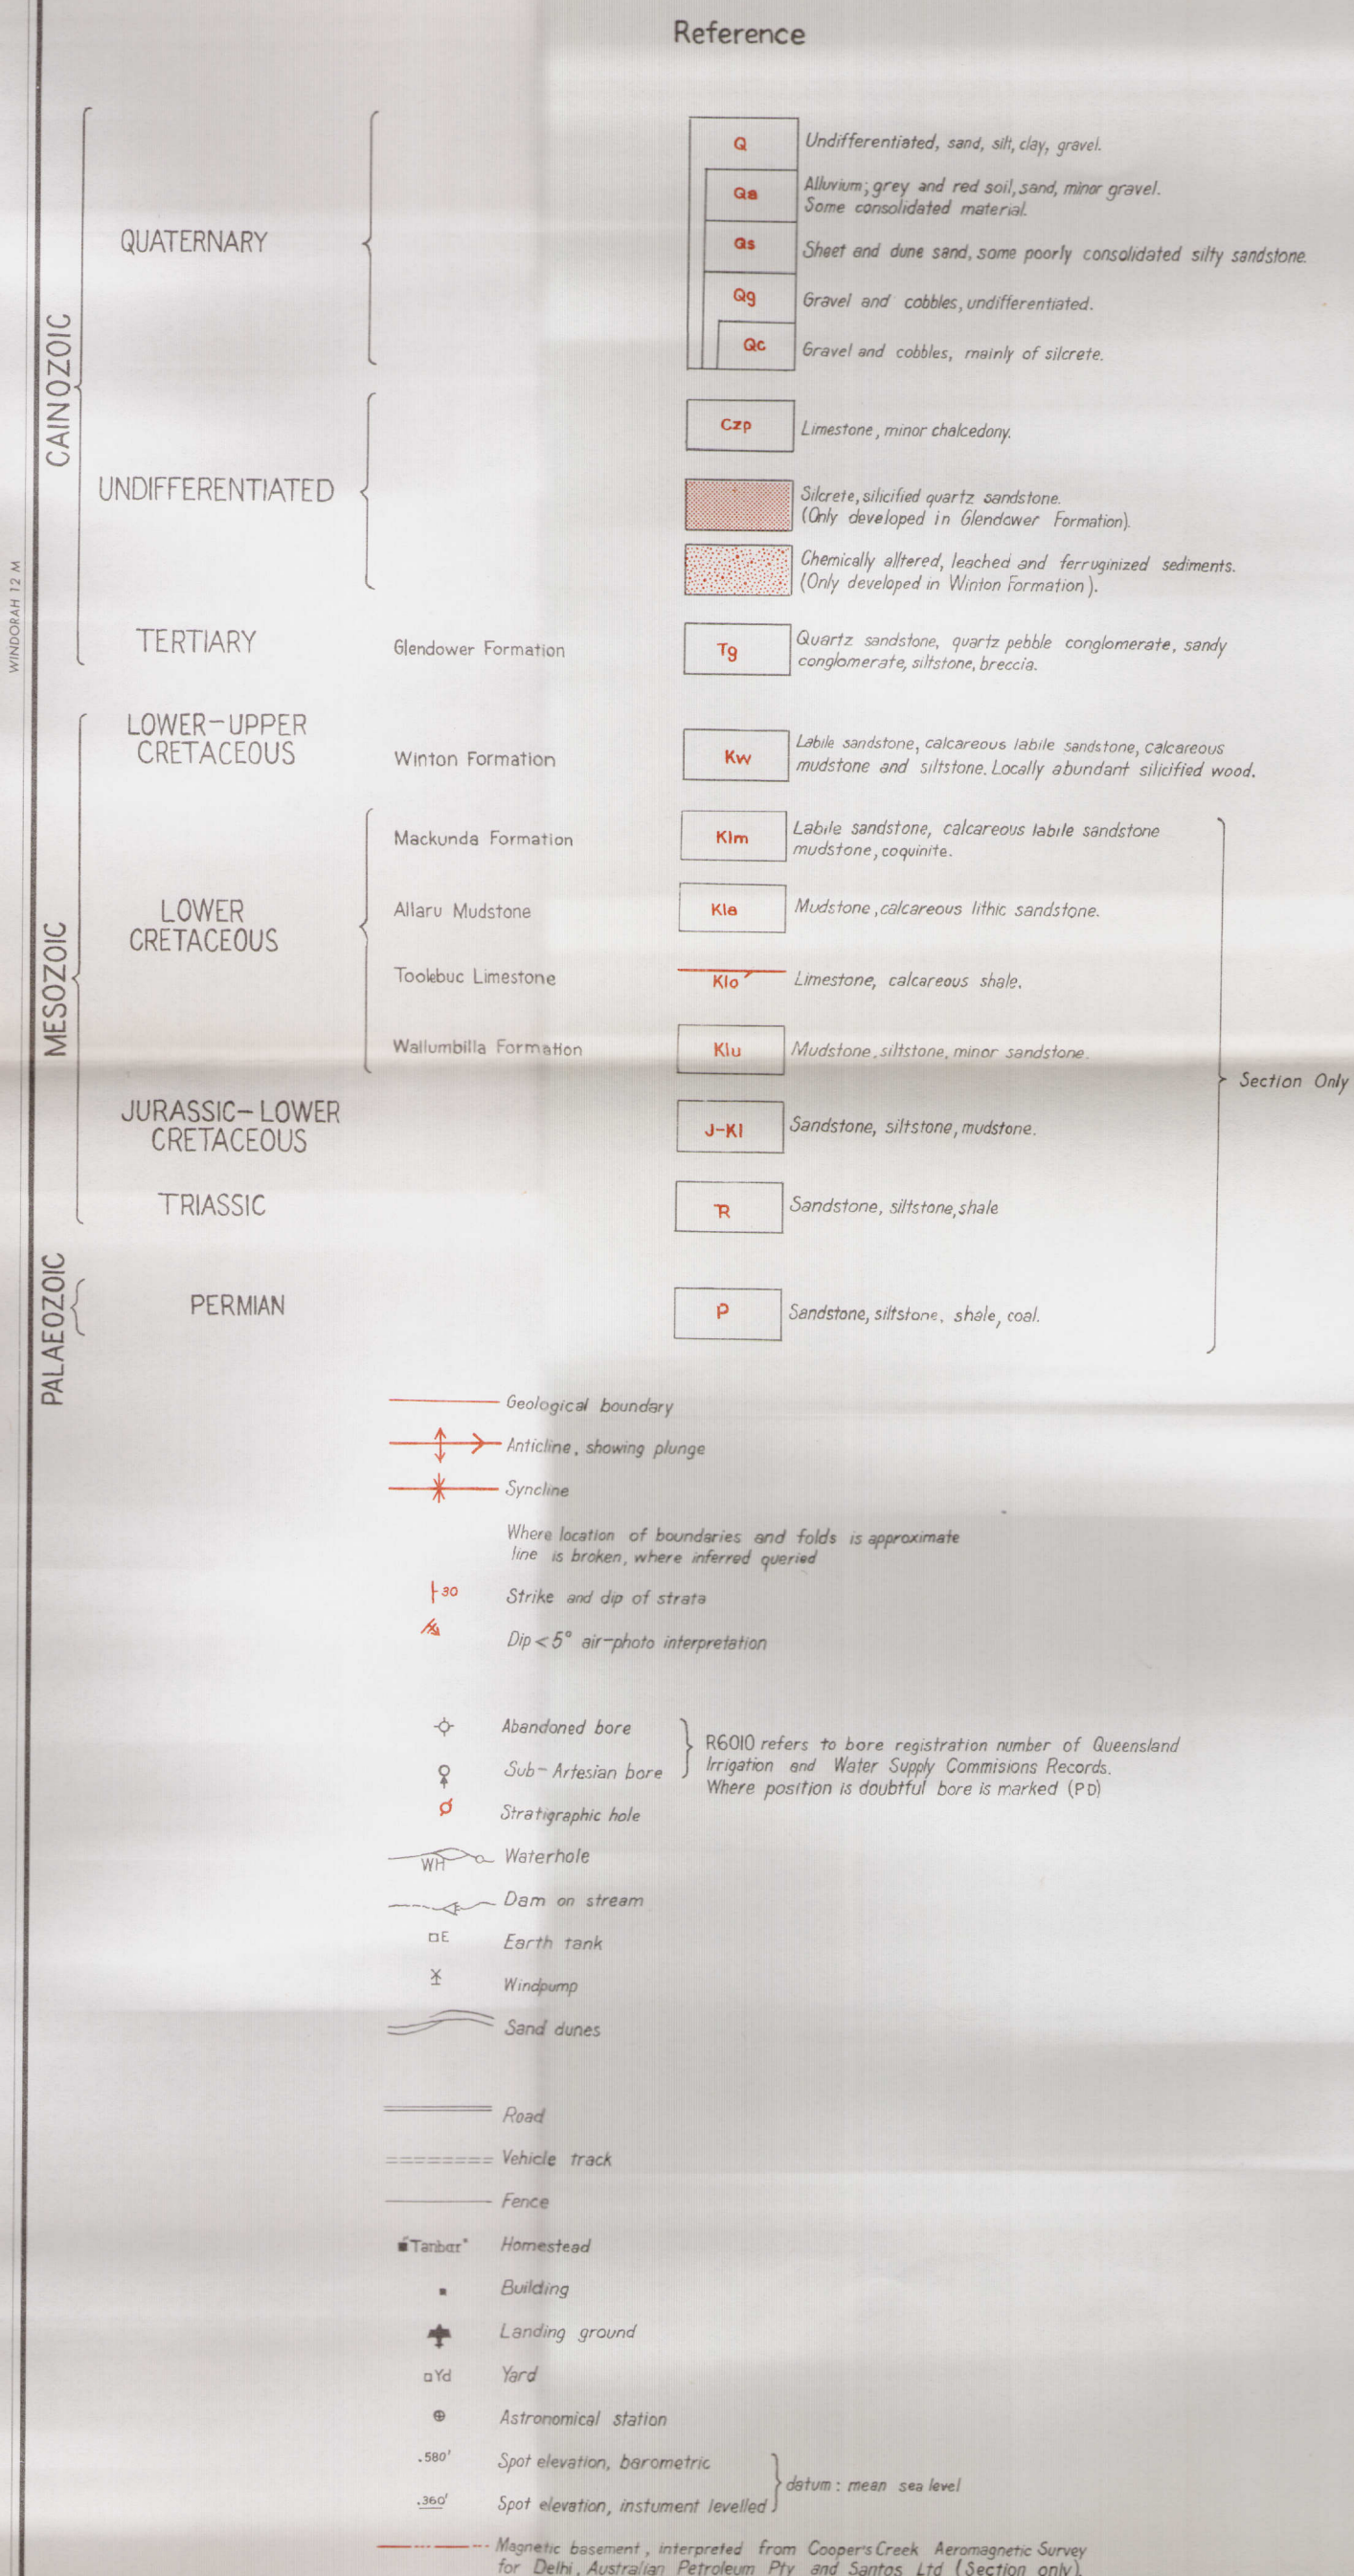 Reference
WINDORAH 12 M
CAINOZOIC
QUATERNARY
Q Undifferentiated, sand, silt, clay, gravel.
Qa Alluvium; grey and red soil, sand, minor gravel.
Some consolidated material.
Qs Sheet and dune sand, some poorly consolidated silty sandstone.
Qg Gravel and cobbles, undifferentiated.
Qc Gravel and cobbles, mainly of silcrete.
UNDIFFERENTIATED
Czp Limestone, minor chalcedony.
Silcrete, silicified quartz sandstone.
(Only developed in Glendower Formation).
Chemically alltered, leached and ferruginized sediments.
(Only developed in Winton Formation).
TERTIARY
Glendower Formation
Tg Quartz sandstone, quartz pebble conglomerate, sandy
conglomerate, siltstone, breccia.
MESOZOIC
LOWER-UPPER
CRETACEOUS
Winton Formation
Kw Labile sandstone, calcareous labile sandstone, calcareous
mudstone and siltstone. Locally abundant silicified wood.
LOWER
CRETACEOUS
Mackunda Formation
Klm Labile sandstone, calcareous labile sandstone
mudstone, coquinite.
Allaru Mudstone
Kla Mudstone, calcareous lithic sandstone.
Toolebuc Limestone
Klo Limestone, calcareous shale.
Wallumbilla Formation
Klu Mudstone, siltstone, minor sandstone.
Section Only
JURASSIC-LOWER
CRETACEOUS
J-Kl Sandstone, siltstone, mudstone.
TRIASSIC
R Sandstone, siltstone, shale
PALAEOZOIC
PERMIAN
P Sandstone, siltstone, shale, coal.
Geological boundary
Anticline, showing plunge
Syncline
Where location of boundaries and folds is approximate
line is broken, where inferred queried
30 Strike and dip of strata
Dip < 5° air-photo interpretation
Abandoned bore
Sub-Artesian bore
R6010 refers to bore registration number of Queensland
Irrigation and Water Supply Commisions Records.
Where position is doubtful bore is marked (PD)
Stratigraphic hole
WH Waterhole
Dam on stream
E Earth tank
Windpump
Sand dunes
Road
Vehicle track
Fence
"Tanbar" Homestead
Building
Landing ground
Yd Yard
Astronomical station
.580' Spot elevation, barometric
.360' Spot elevation, instument levelled
datum: mean sea level
Magnetic basement, interpreted from Cooper's Creek Aeromagnetic Survey
for Delhi, Australian Petroleum Pty and Santos Ltd (Section only).